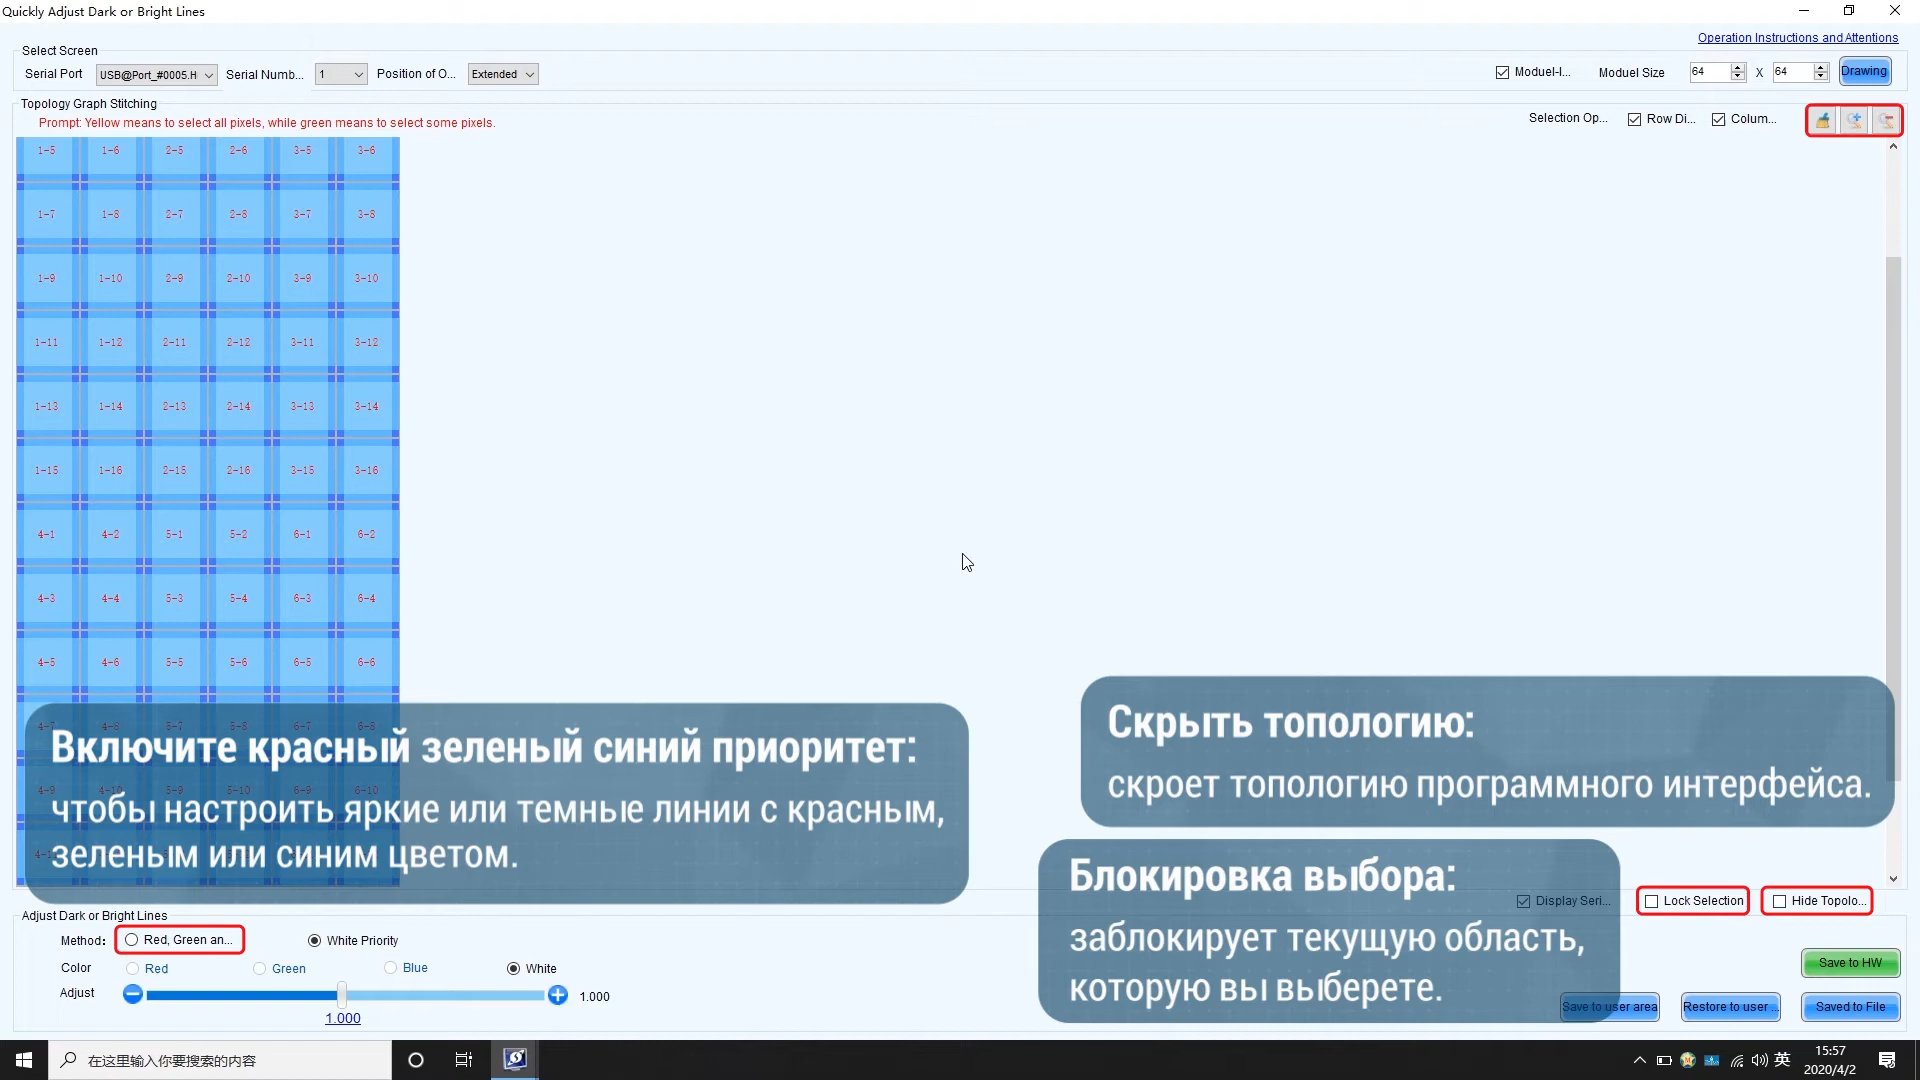 Quickly Adjust Dark or Bright Lines
Operation Instructions and Attentions
Select Screen
Serial Port USB@Port_#0005.H Serial Numb... 1 Position of O... Extended Moduel-I... Moduel Size 64 X 64 Drawing
Topology Graph Stitching
Prompt: Yellow means to select all pixels, while green means to select some pixels.
Selection Op... Row Di... Colum...
1-5 1-6 2-5 2-6 3-5 3-6
1-7 1-8 2-7 2-8 3-7 3-8
1-9 1-10 2-9 2-10 3-9 3-10
1-11 1-12 2-11 2-12 3-11 3-12
1-13 1-14 2-13 2-14 3-13 3-14
1-15 1-16 2-15 2-16 3-15 3-16
4-1 4-2 5-1 5-2 6-1 6-2
4-3 4-4 5-3 5-4 6-3 6-4
4-5 4-6 5-5 5-6 6-5 6-6
4-7 4-8 5-7 5-8 6-7 6-8
Включите красный зеленый синий приоритет:
чтобы настроить яркие или темные линии с красным,
зеленым или синим цветом.
Скрыть топологию:
скроет топологию программного интерфейса.
Блокировка выбора:
заблокирует текущую область,
которую вы выберете.
Display Seri... Lock Selection Hide Topolo...
Adjust Dark or Bright Lines
Method: Red, Green an... White Priority
Color Red Green Blue White
Adjust 1.000
1.000
Save to HW
Save to user area Restore to user ... Saved to File
在这里输入你要搜索的内容
英
15:57
2020/4/2